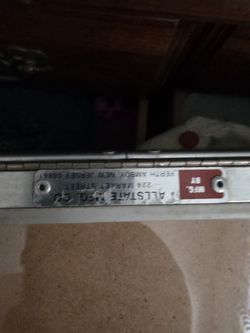 MFG.
BY
ALLSTATE MFG. CO.
224 MARKET STREET
PERTH AMBOY, NEW JERSEY